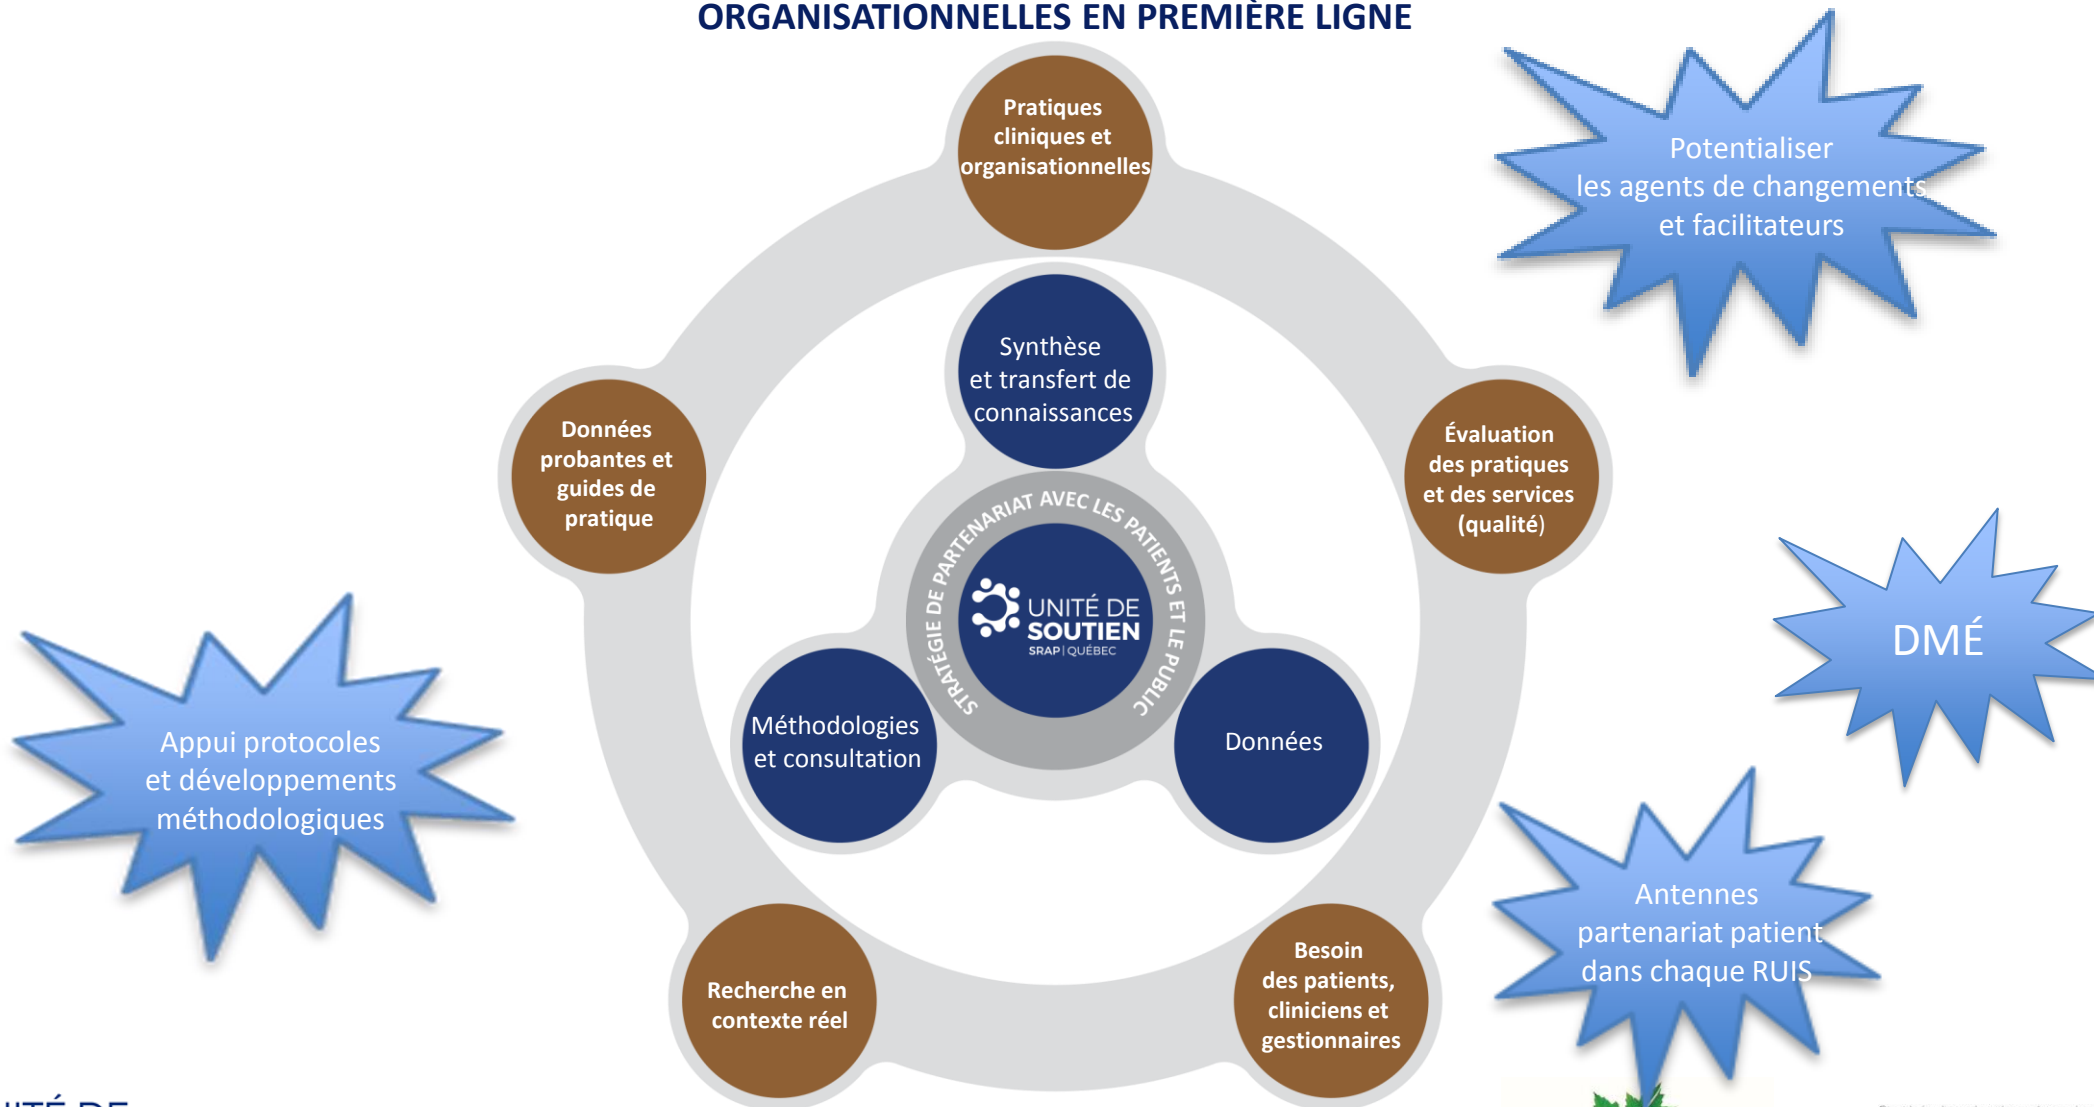 ORGANISATIONNELLES EN PREMIÈRE LIGNE
Pratiques
cliniques et
organisationnelles
Potentialiser
les agents de changements
et facilitateurs
Synthèse
et transfert de
connaissances
Données
probantes et
guides de
pratique
Évaluation
des pratiques
et des services
(qualité)
STRATÉGIE DE PARTENARIAT AVEC LES PATIENTS ET LE PUBLIC
UNITÉ DE
SOUTIEN
SRAP | QUÉBEC
DMÉ
Méthodologies
et consultation
Données
Appui protocoles
et développements
méthodologiques
Antennes
partenariat patient
dans chaque RUIS
Recherche en
contexte réel
Besoin
des patients,
cliniciens et
gestionnaires